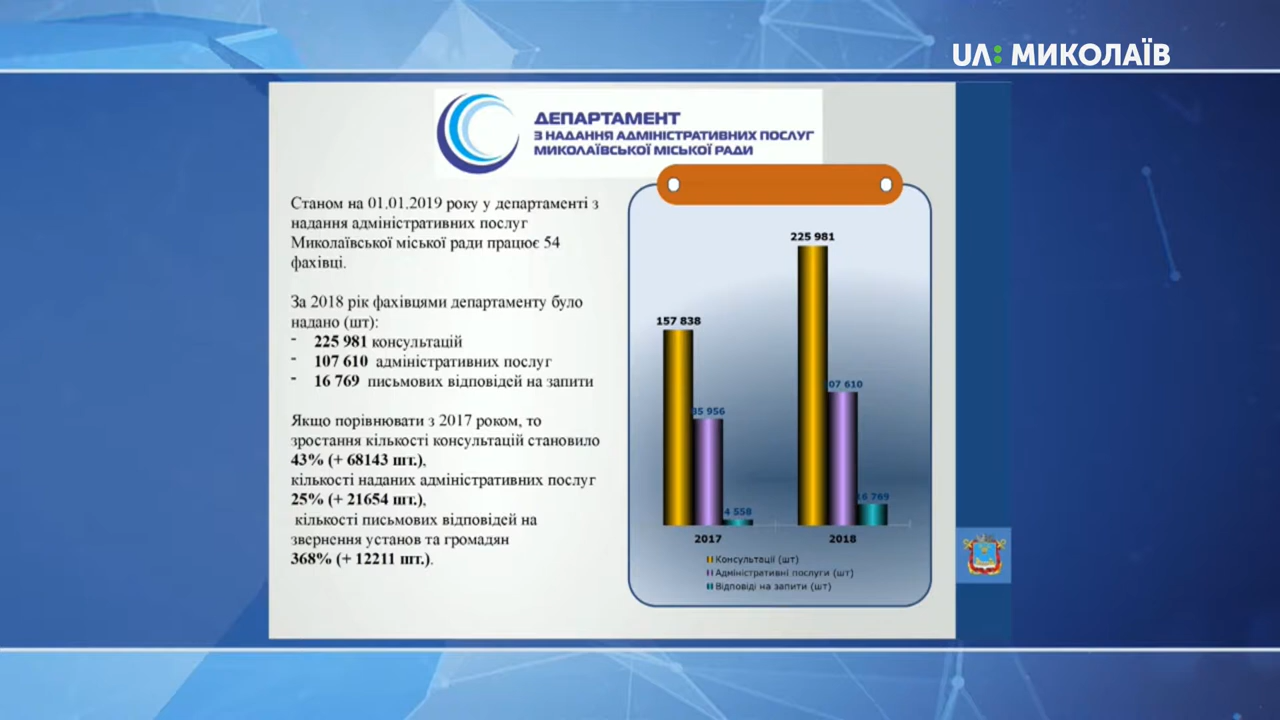 UA: МИКОЛАЇВ
ДЕПАРТАМЕНТ
З НАДАННЯ АДМІНІСТРАТИВНИХ ПОСЛУГ
МИКОЛАЇВСЬКОЇ МІСЬКОЇ РАДИ
Станом на 01.01.2019 року у департаменті з
надання адміністративних послуг
Миколаївської міської ради працює 54
фахівці.
За 2018 рік фахівцями департаменту було
надано (шт):
- 225 981 консультацій
- 107 610 адміністративних послуг
- 16 769 письмових відповідей на запити
Якщо порівнювати з 2017 роком, то
зростання кількості консультацій становило
43% (+ 68143 шт.),
кількості наданих адміністративних послуг
25% (+ 21654 шт.),
кількості письмових відповідей на
звернення установ та громадян
368% (+ 12211 шт.).
225 981
157 838
07 610
85 956
16 769
4 558
2017 2018
Консультації (шт)
Адміністративні послуги (шт)
Відповіді на запити (шт)